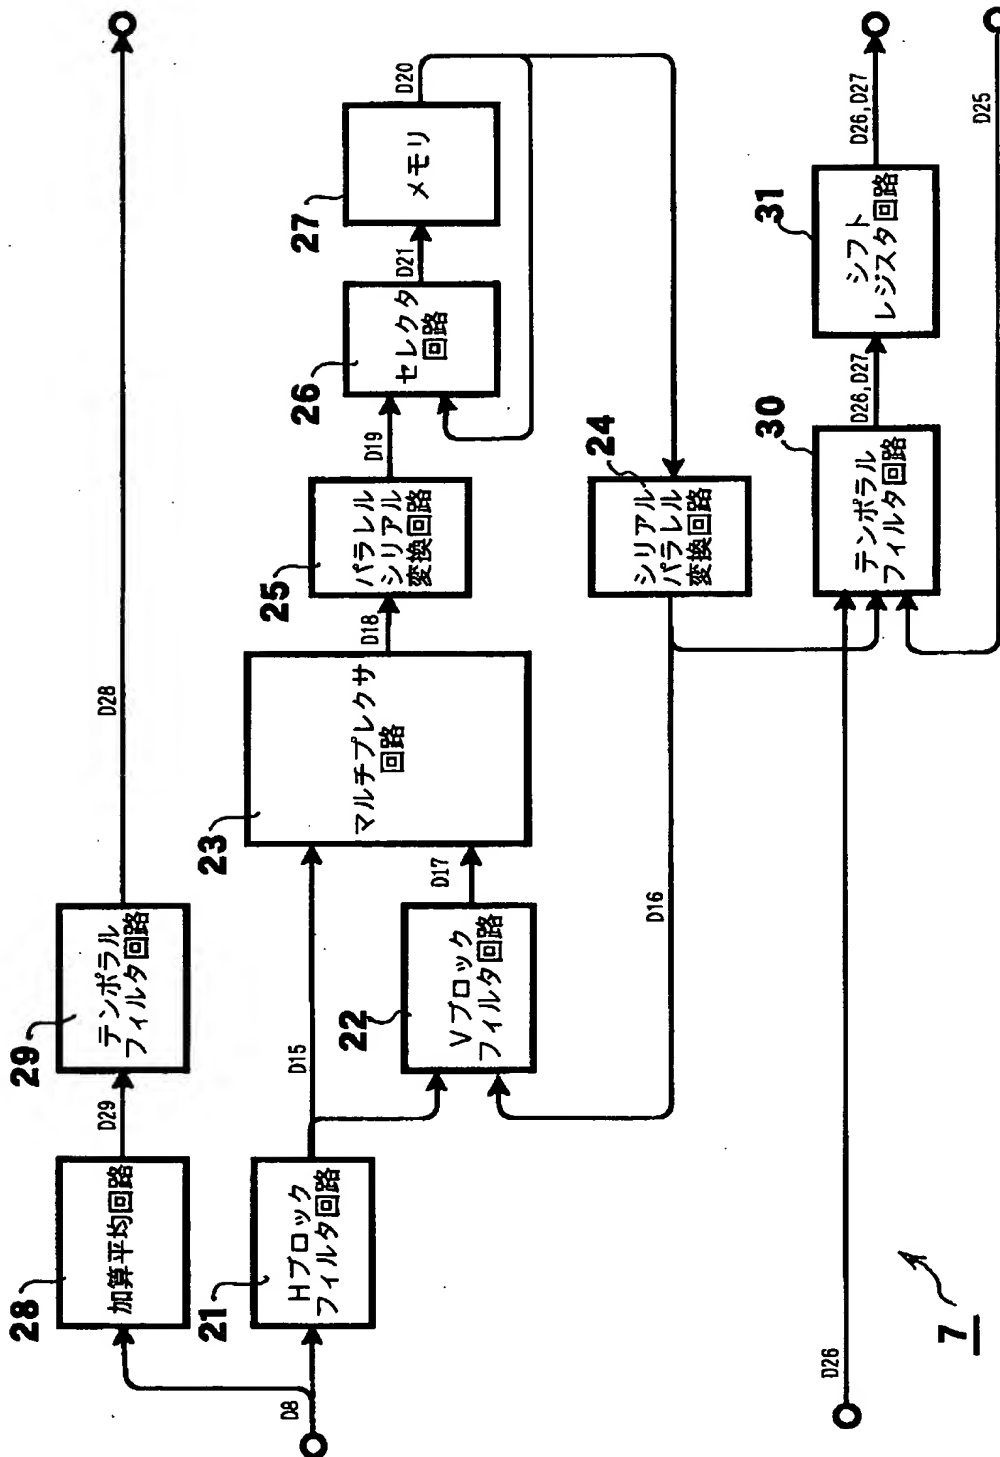 D8
28
加算平均回路
D29
29
テンポラル
フィルタ回路
D28
21
Hブロック
フィルタ回路
D15
22
Vブロック
フィルタ回路
D17
23
マルチプレクサ
回路
D18
25
パラレル
シリアル
変換回路
D19
26
セレクタ
回路
D21
27
メモリ
D20
24
シリアル
パラレル
変換回路
D16
D26
30
テンポラル
フィルタ回路
D26,D27
31
シフト
レジスタ回路
D26,D27
D25
7